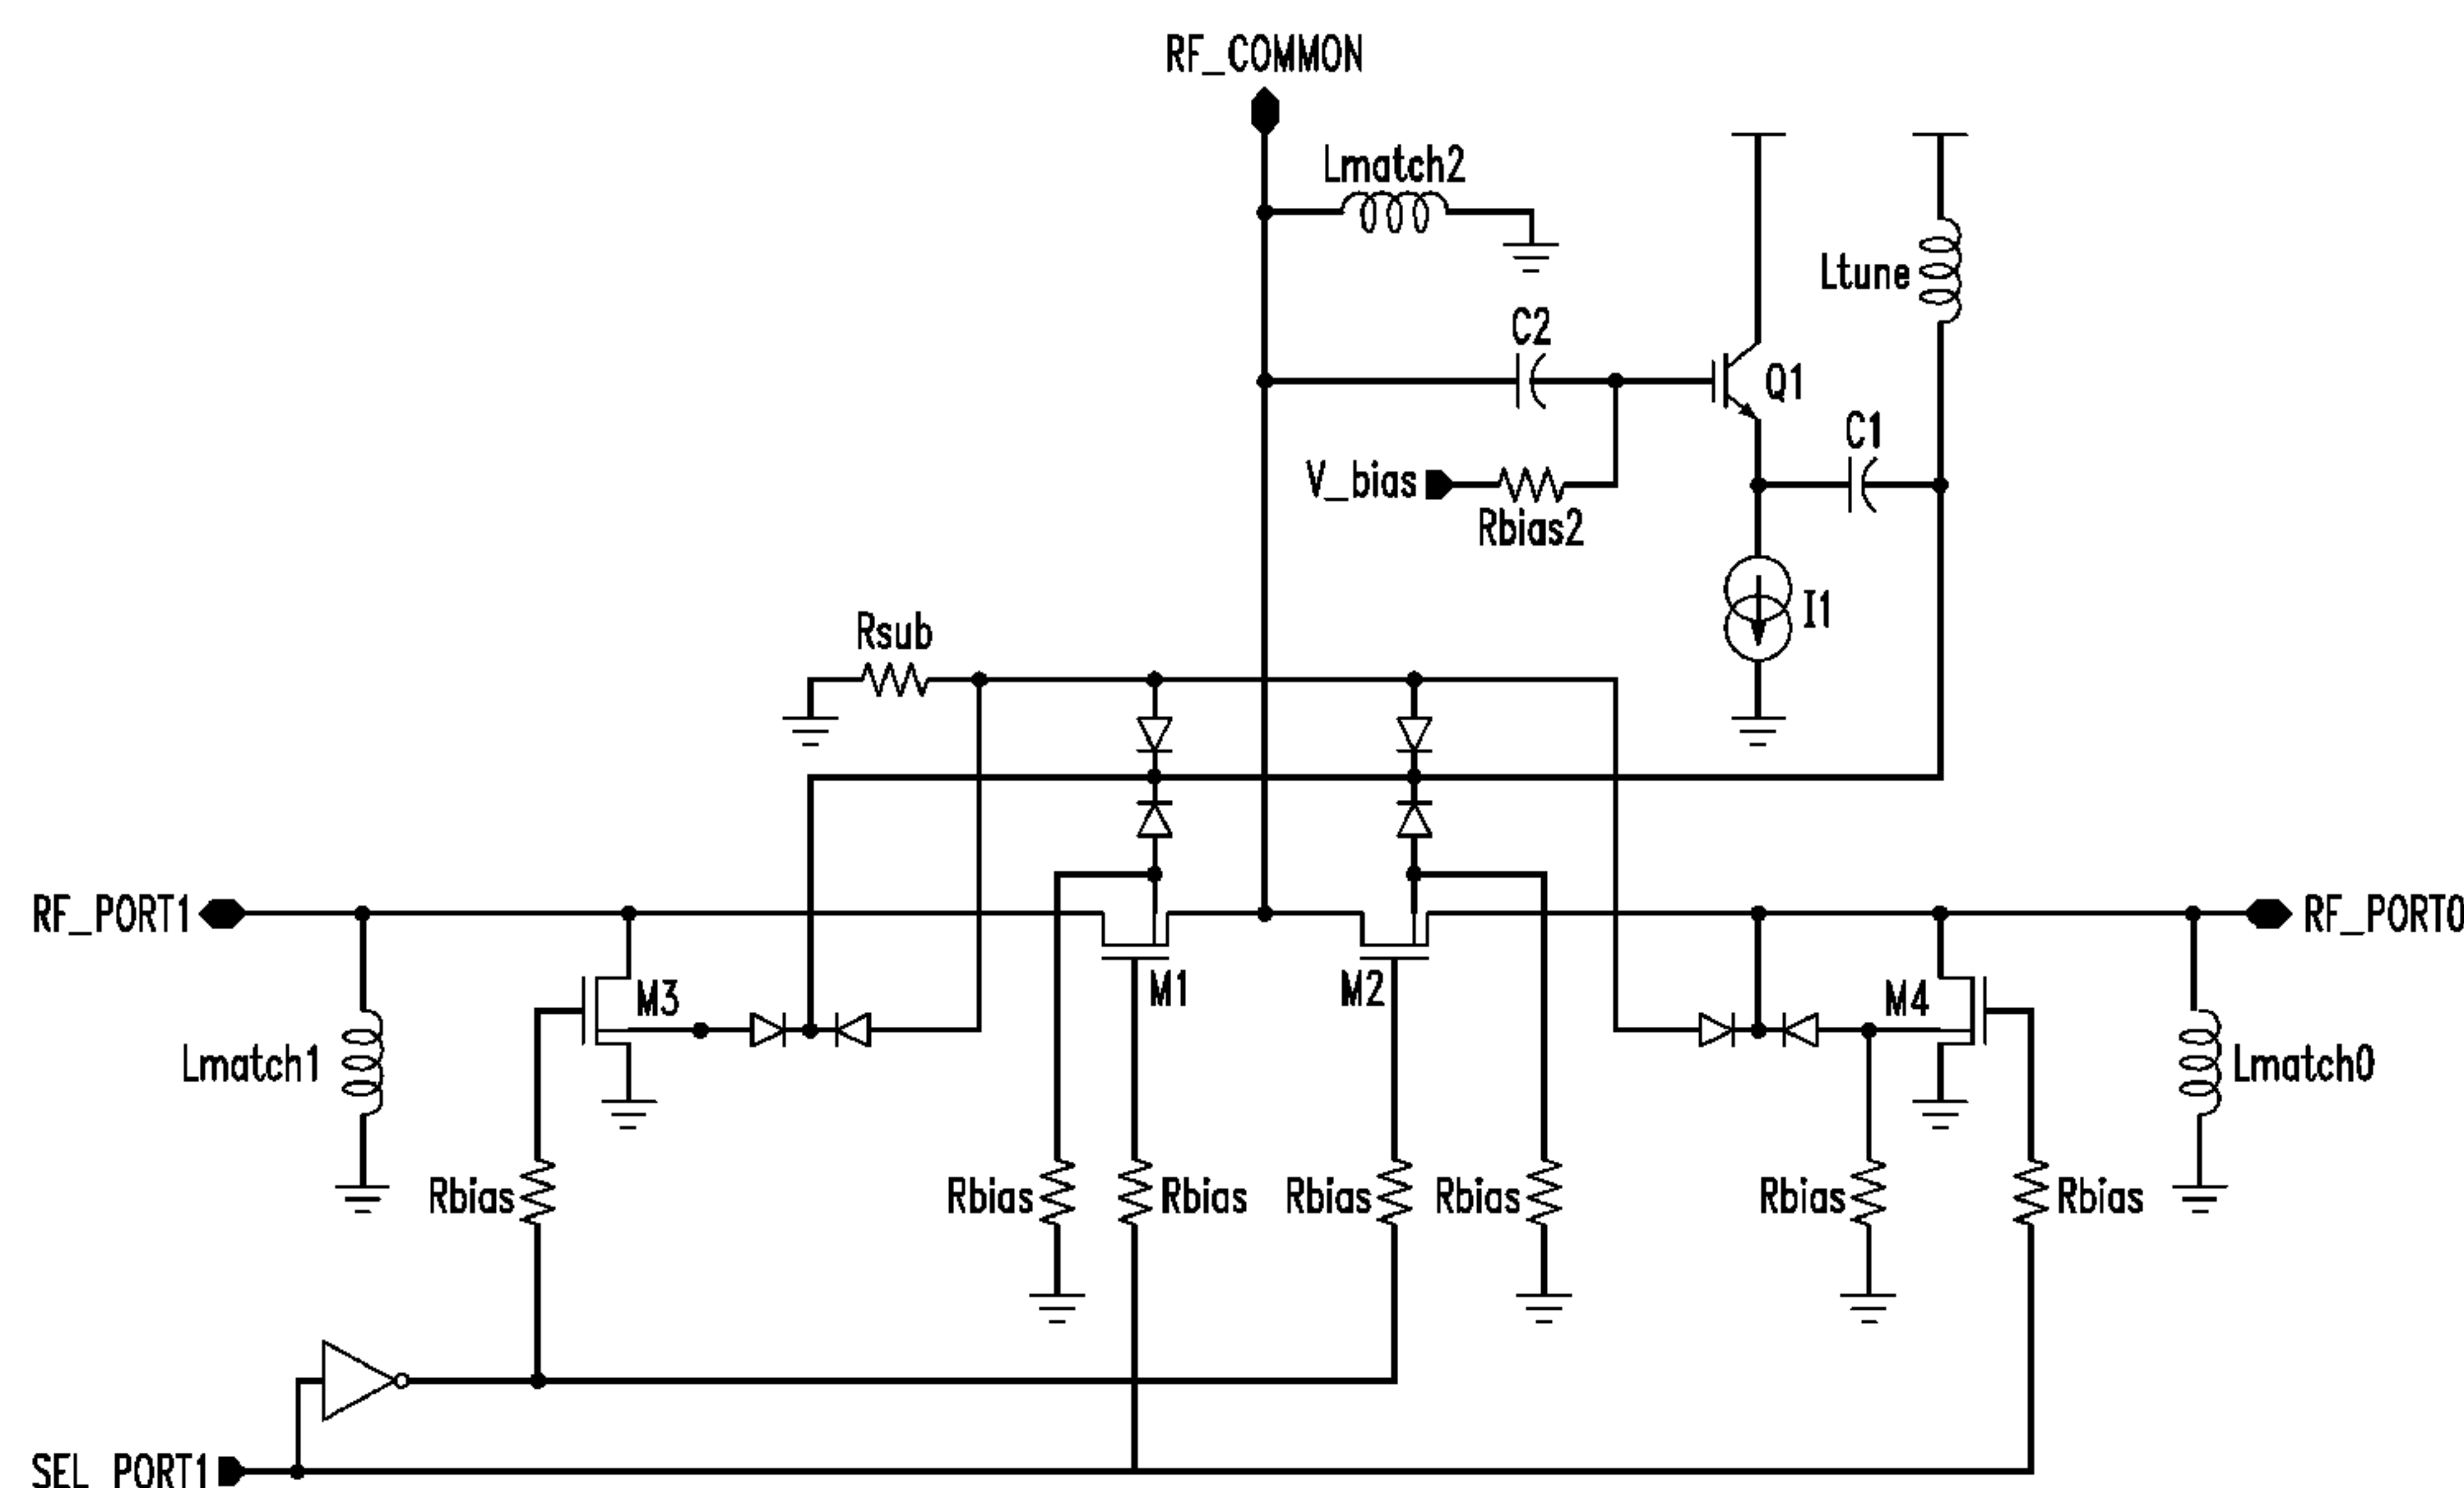 RF_COMMON
Lmatch2
Ltune
C2
Q1
C1
V_bias
Rbias2
I1
Rsub
RF_PORT1
RF_PORT0
M3
M1
M2
M4
Lmatch1
Lmatch0
Rbias
Rbias
Rbias
Rbias
Rbias
Rbias
Rbias
SEL_PORT1